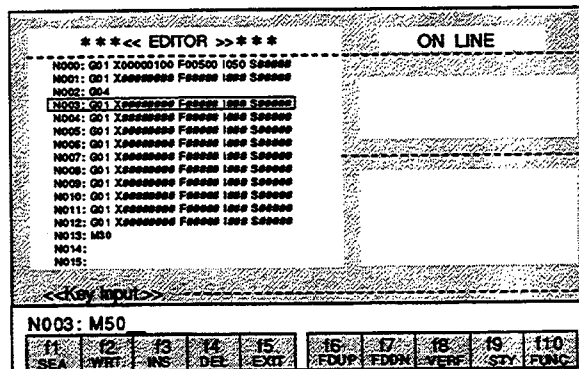 ***<< EDITOR >>***
ON LINE
N000: G01 X00000100 F00500 I050 S#####
N001: G01 X######## F##### I### S#####
N002: G04
N003: G01 X######## F##### I### S#####
N004: G01 X######## F##### I### S#####
N005: G01 X######## F##### I### S#####
N006: G01 X######## F##### I### S#####
N007: G01 X######## F##### I### S#####
N008: G01 X######## F##### I### S#####
N009: G01 X######## F##### I### S#####
N010: G01 X######## F##### I### S#####
N011: G01 X######## F##### I### S#####
N012: G01 X######## F##### I### S#####
N013: M30
N014:
N015:
<<Key Input>>
N003: M50_
f1 f2 f3 f4 f5 f6 f7 f8 f9 f10
SEA WRT INS DEL EXIT FDUP FDDN VERF STY FUNC